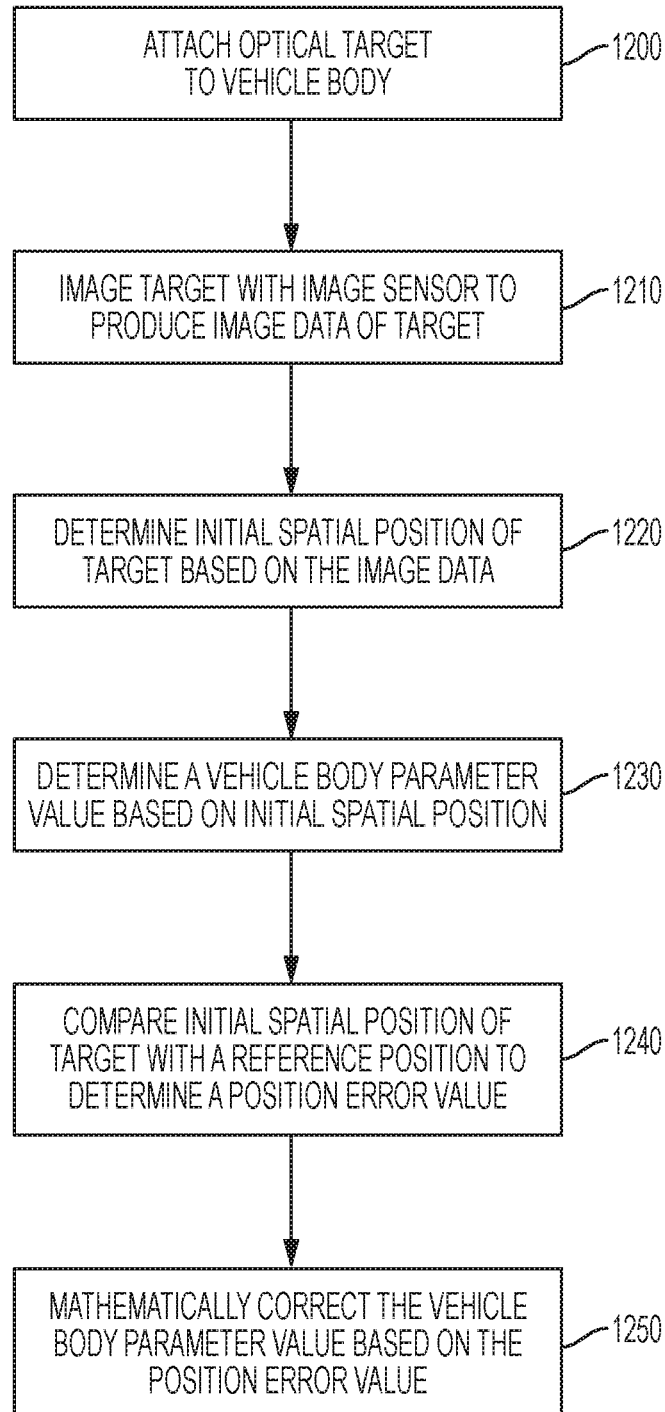 ATTACH OPTICAL TARGET
TO VEHICLE BODY
1200
IMAGE TARGET WITH IMAGE SENSOR TO
PRODUCE IMAGE DATA OF TARGET
1210
DETERMINE INITIAL SPATIAL POSITION OF
TARGET BASED ON THE IMAGE DATA
1220
DETERMINE A VEHICLE BODY PARAMETER
VALUE BASED ON INITIAL SPATIAL POSITION
1230
COMPARE INITIAL SPATIAL POSITION OF
TARGET WITH A REFERENCE POSITION TO
DETERMINE A POSITION ERROR VALUE
1240
MATHEMATICALLY CORRECT THE VEHICLE
BODY PARAMETER VALUE BASED ON THE
POSITION ERROR VALUE
1250